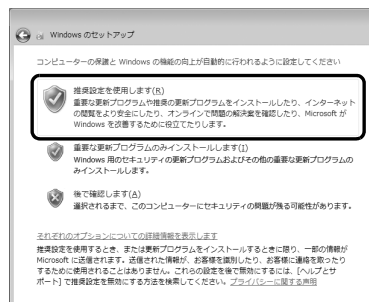 Windows のセットアップ
コンピューターの保護と Windows の機能の向上が自動的に行われるように設定してください
推奨設定を使用します(R)
重要な更新プログラムや推奨の更新プログラムをインストールしたり、インターネット
の閲覧をより安全にしたり、オンラインで問題の解決策を確認したり、Microsoft が
Windows を改善するために役立てたりします。
重要な更新プログラムのみインストールします(I)
Windows 用のセキュリティの更新プログラムおよびその他の重要な更新プログラムの
みインストールします。
後で確認します(A)
選択されるまで、このコンピューターにセキュリティの問題が残る可能性があります。
それぞれのオプションについての詳細情報を表示します
推奨設定を使用するとき、または更新プログラムをインストールするときに限り、一部の情報が
Microsoft に送信されます。情報が、お客様を識別したり、お客様に連絡を取ったり
するために使用されることはありません。これらの設定を後で無効にするには、[ヘルプとサ
ポート] で推奨設定を無効にする方法を検索してください。プライバシーに関する声明